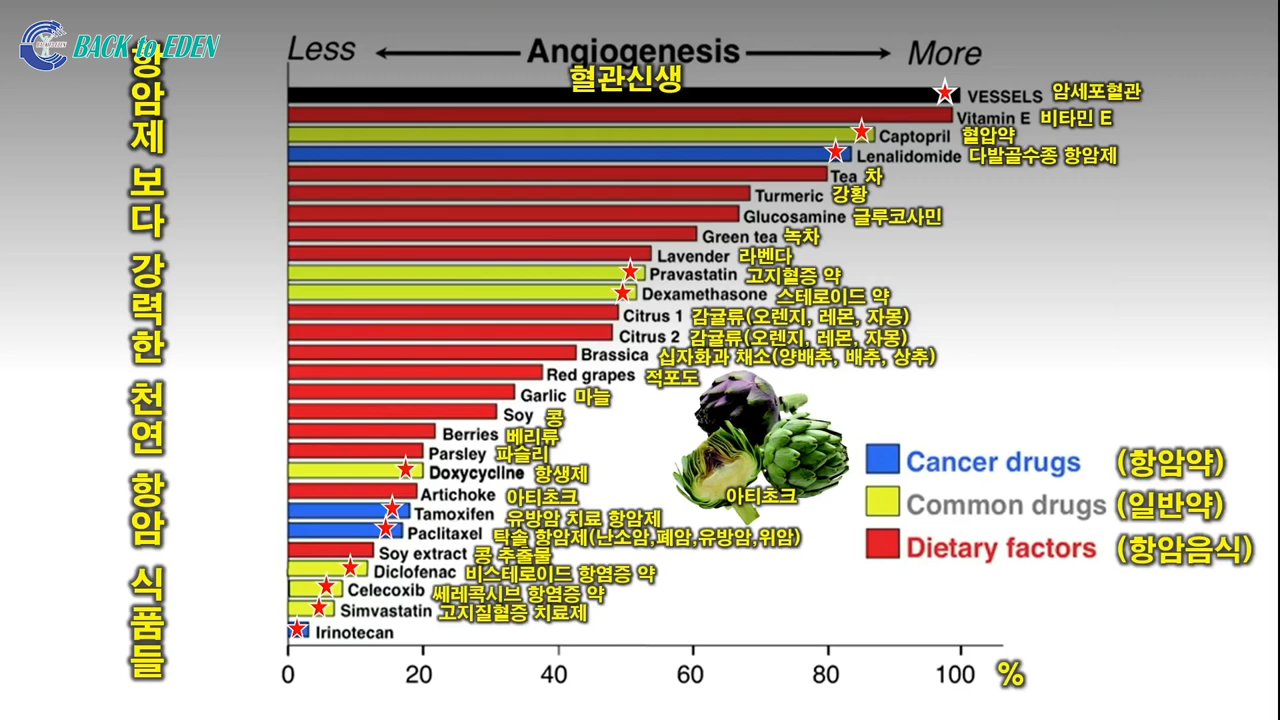 BACK to EDEN
항암제 보다 강력한 천연 항암 식품들
Less Angiogenesis More
혈관신생
VESSELS 암세포혈관
Vitamin E 비타민 E
Captopril 혈압약
Lenalidomide 다발골수종 항암제
Tea 차
Turmeric 강황
Glucosamine 글루코사민
Green tea 녹차
Lavender 라벤다
Pravastatin 고지혈증 약
Dexamethasone 스테로이드 약
Citrus 1 감귤류(오렌지, 레몬, 자몽)
Citrus 2 감귤류(오렌지, 레몬, 자몽)
Brassica 십자화과 채소(양배추, 배추, 상추)
Red grapes 적포도
Garlic 마늘
Soy 콩
Berries 베리류
Parsley 파슬리
Doxycycline 항생제
Artichoke 아티초크
Tamoxifen 유방암 치료 항암제
Paclitaxel 탁솔 항암제(난소암,폐암,유방암,위암)
Soy extract 콩 추출물
Diclofenac 비스테로이드 항염증 약
Celecoxib 쎄레콕시브 항염증 약
Simvastatin 고지질혈증 치료제
Irinotecan
아티초크
Cancer drugs (항암약)
Common drugs (일반약)
Dietary factors (항암음식)
0 20 40 60 80 100 %